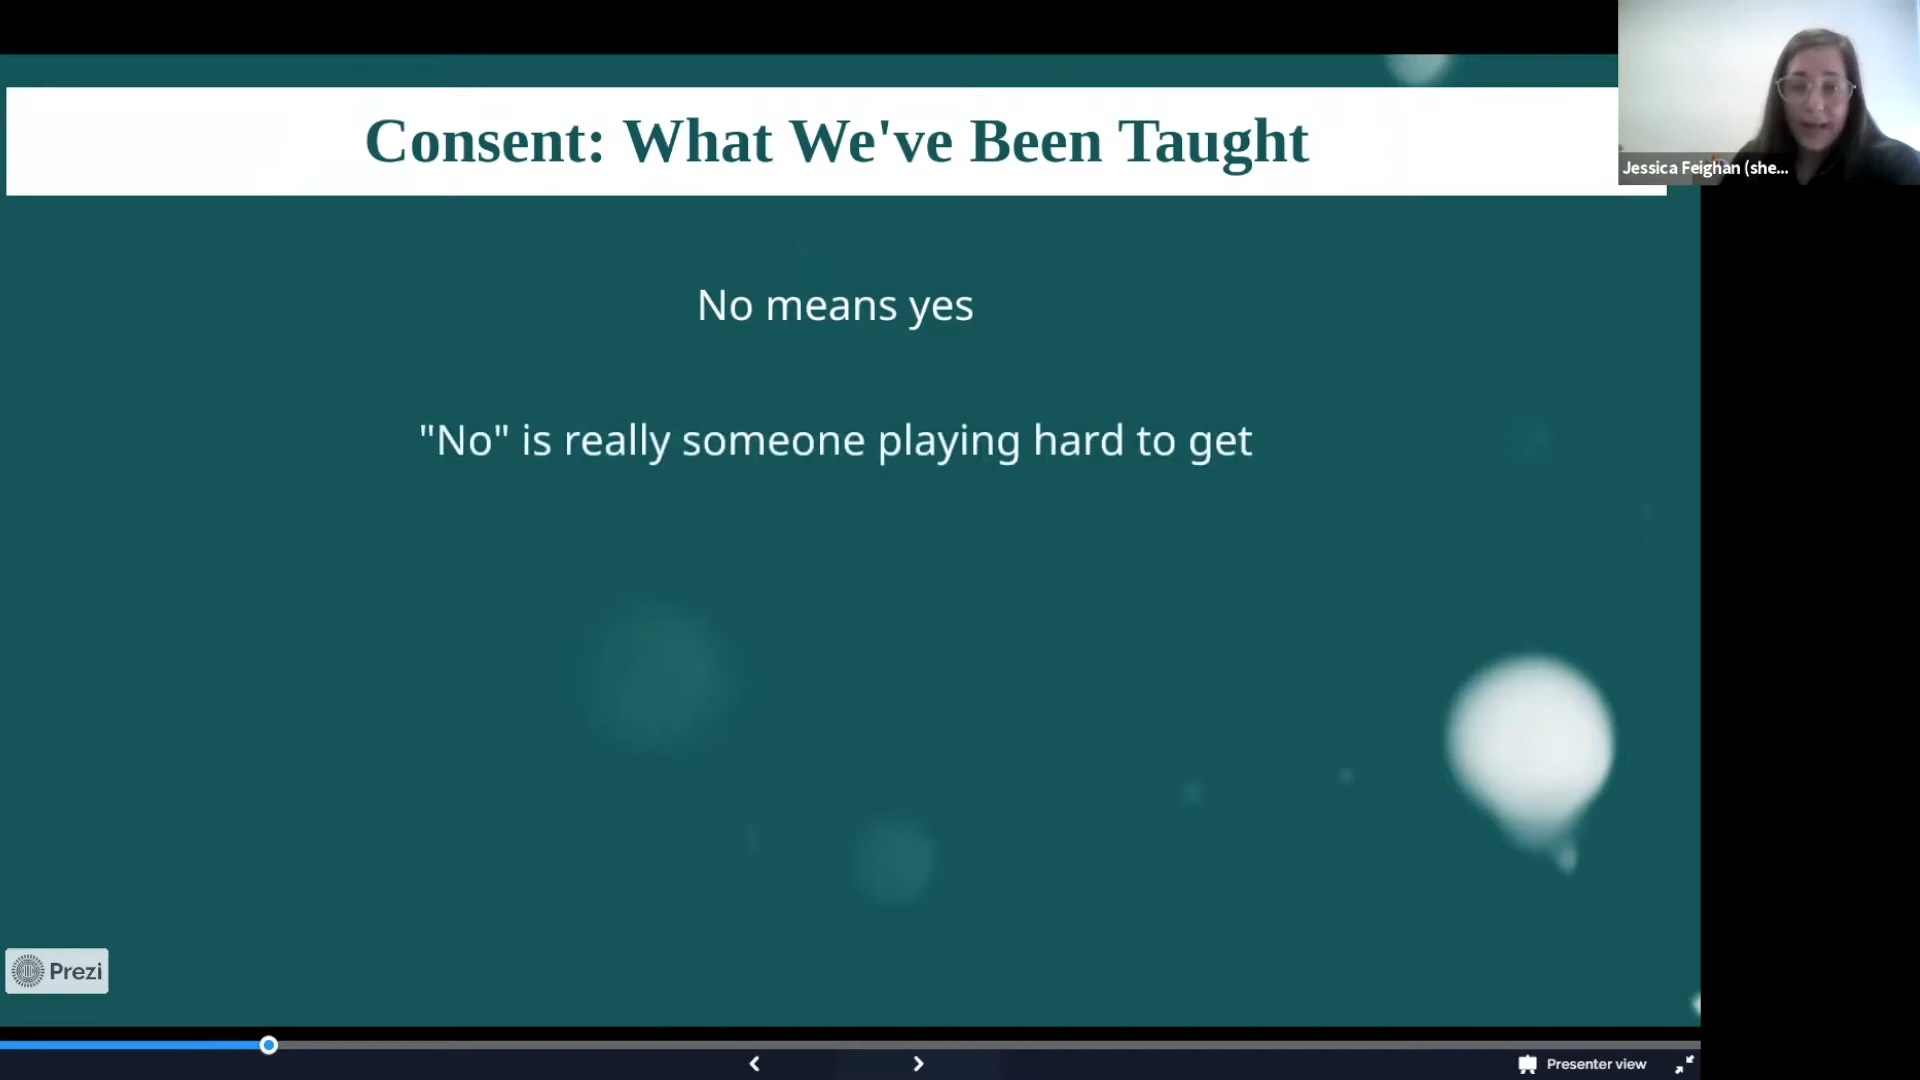 Consent: What We've Been Taught
Jessica Feighan (she...
No means yes
"No" is really someone playing hard to get
Prezi
Presenter view